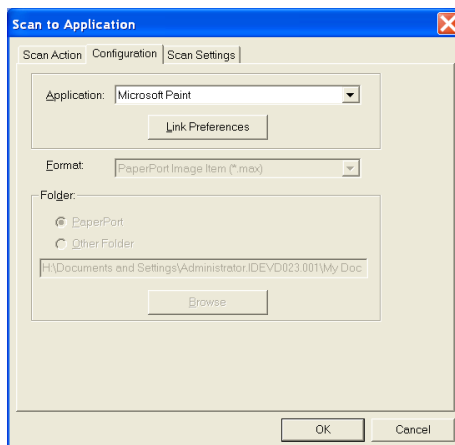 Scan to Application
Scan Action Configuration Scan Settings
Application: Microsoft Paint
Link Preferences
Format: PaperPort Image Item (*.max)
Folder:
PaperPort
Other Folder
H:\Documents and Settings\Administrator.IDEVD023.001\My Doc
Browse
OK Cancel